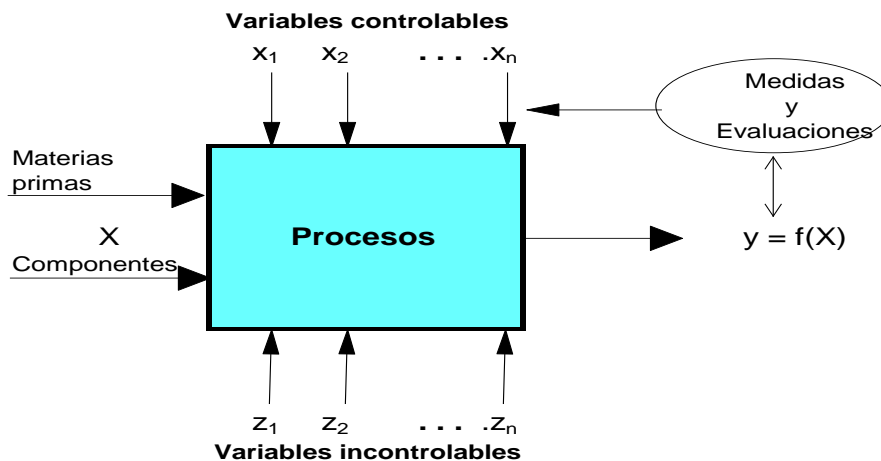 Variables controlables
x₁ x₂ . . . . xₙ
Medidas
y
Evaluaciones
Materias
primas
X
Componentes
Procesos
y = f(X)
z₁ z₂ . . . . zₙ
Variables incontrolables